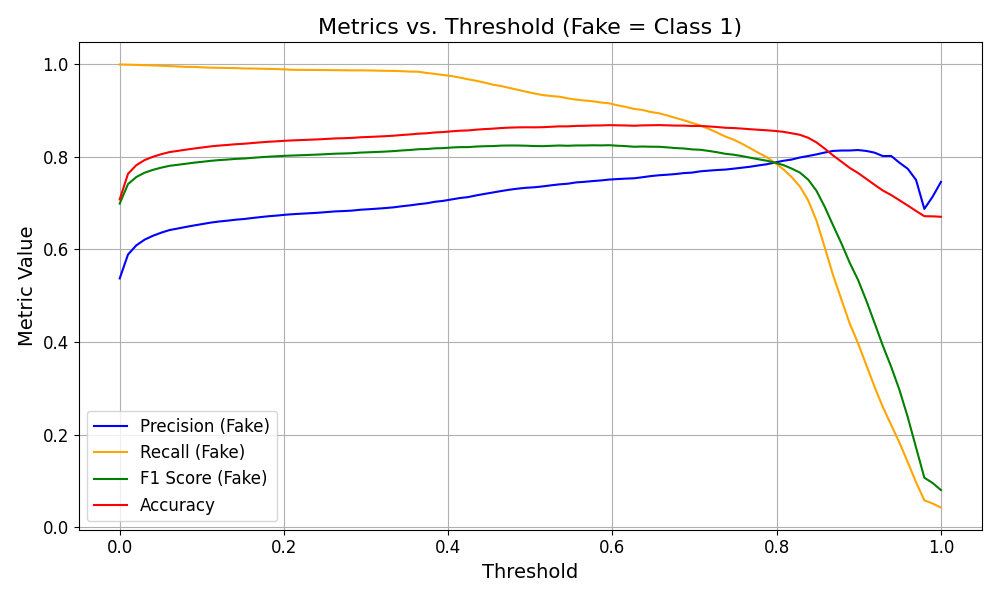 Metrics vs. Threshold (Fake = Class 1)
Metric Value
1.0
0.8
0.6
0.4
0.2
0.0
Precision (Fake)
Recall (Fake)
F1 Score (Fake)
Accuracy
0.0 0.2 0.4 0.6 0.8 1.0
Threshold